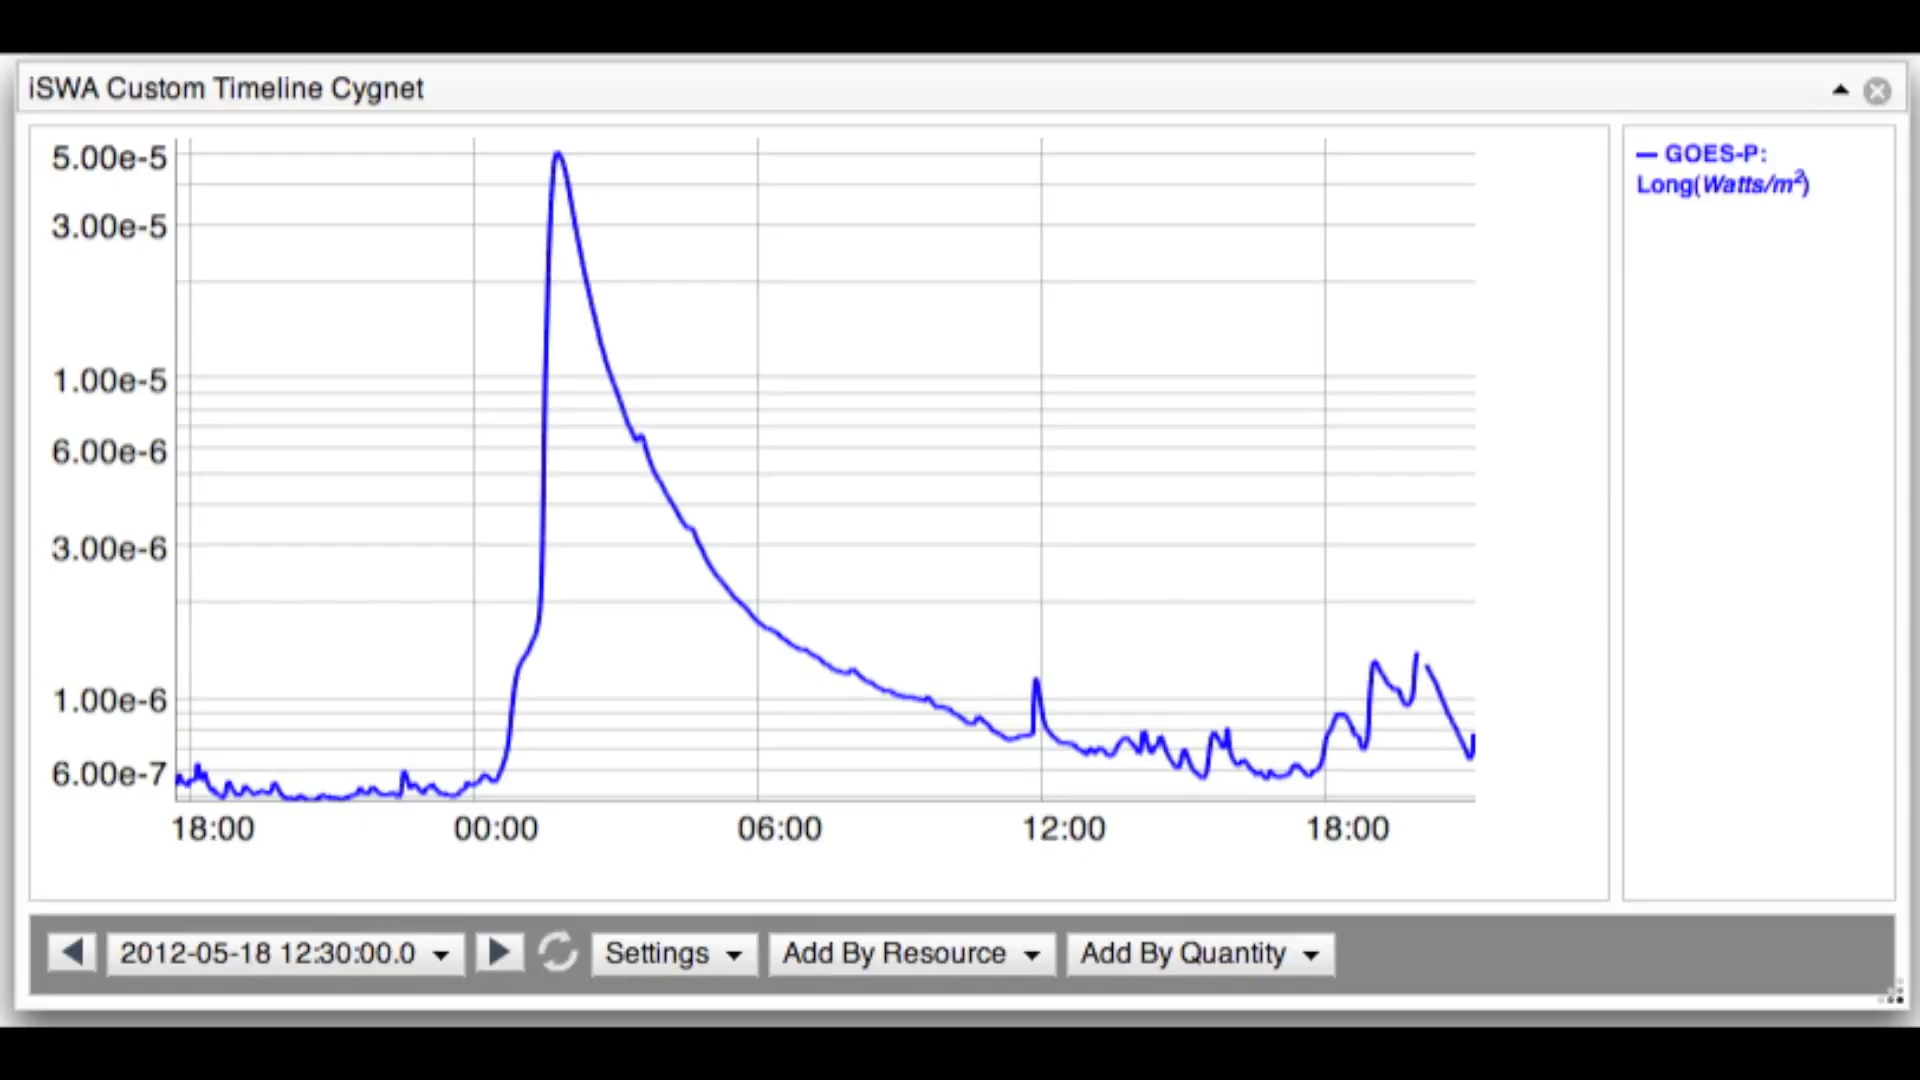 iSWA Custom Timeline Cygnet
5.00e-5
3.00e-5
1.00e-5
6.00e-6
3.00e-6
1.00e-6
6.00e-7
18:00 00:00 06:00 12:00 18:00
GOES-P:
Long(Watts/m²)
2012-05-18 12:30:00.0 Settings Add By Resource Add By Quantity